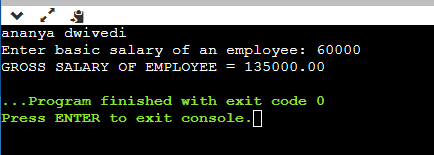 ananya dwivedi
Enter basic salary of an employee: 60000
GROSS SALARY OF EMPLOYEE = 135000.00
...Program finished with exit code 0
Press ENTER to exit console.